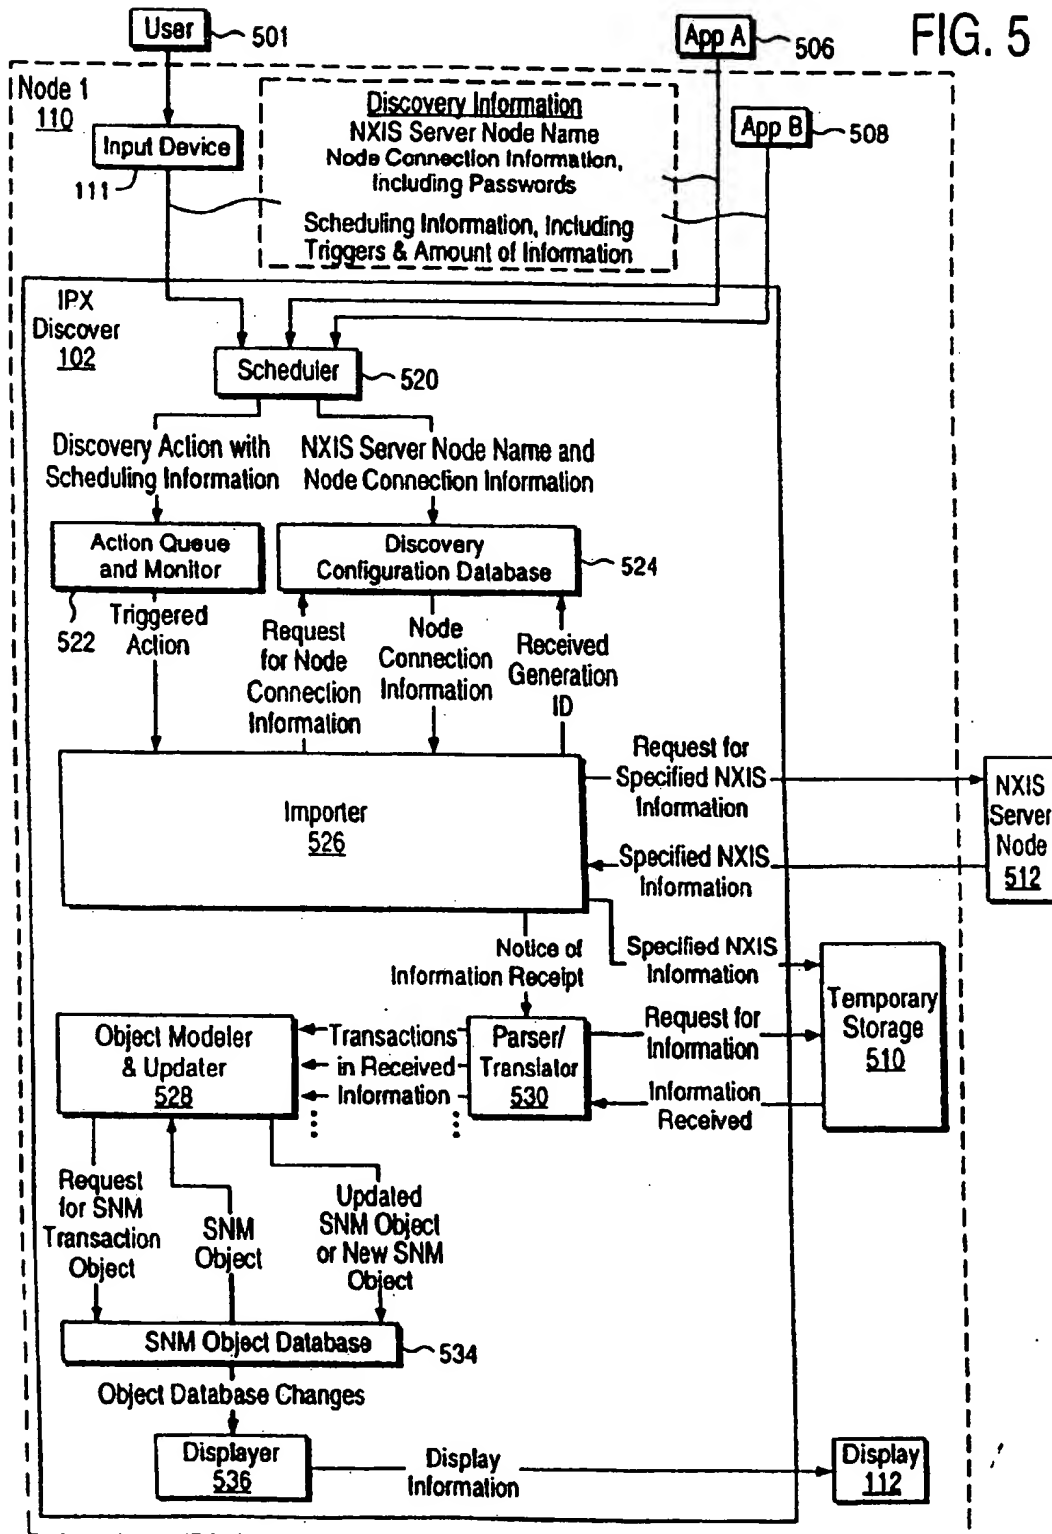 User
501
App A
506
FIG. 5
Node 1
110
Discovery Information
NXIS Server Node Name
Node Connection Information,
Including Passwords
Scheduling Information, Including
Triggers & Amount of Information
App B
508
Input Device
111
IPX
Discover
102
Scheduler
520
Discovery Action with
Scheduling Information
NXIS Server Node Name and
Node Connection Information
Action Queue
and Monitor
522
Discovery
Configuration Database
524
Triggered
Action
Request
for Node
Connection
Information
Node
Connection
Information
Received
Generation
ID
Importer
526
Request for
Specified NXIS
Information
Specified NXIS
Information
NXIS
Server
Node
512
Notice of
Information Receipt
Specified NXIS
Information
Temporary
Storage
510
Object Modeler
& Updater
528
Transactions
in Received
Information
Parser/
Translator
530
Request for
Information
Information
Received
Request
for SNM
Transaction
Object
SNM
Object
Updated
SNM Object
or New SNM
Object
SNM Object Database
534
Object Database Changes
Displayer
536
Display
Information
Display
112